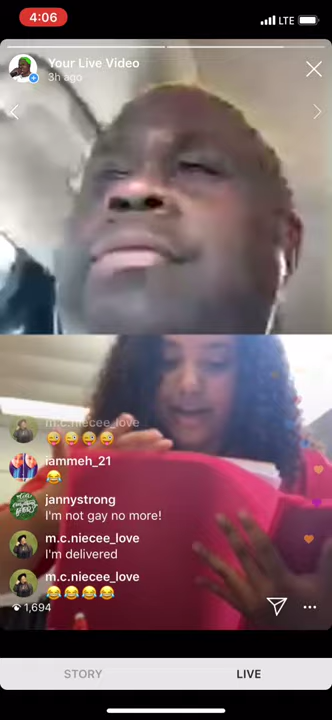 4:06
LTE
Your Live Video
3h ago
m.c.niecee_love
😜😜😜😜
iammeh_21
😂
jannystrong
I'm not gay no more!
m.c.niecee_love
I'm delivered
m.c.niecee_love
😂😂😂😂
1,694
STORY
LIVE